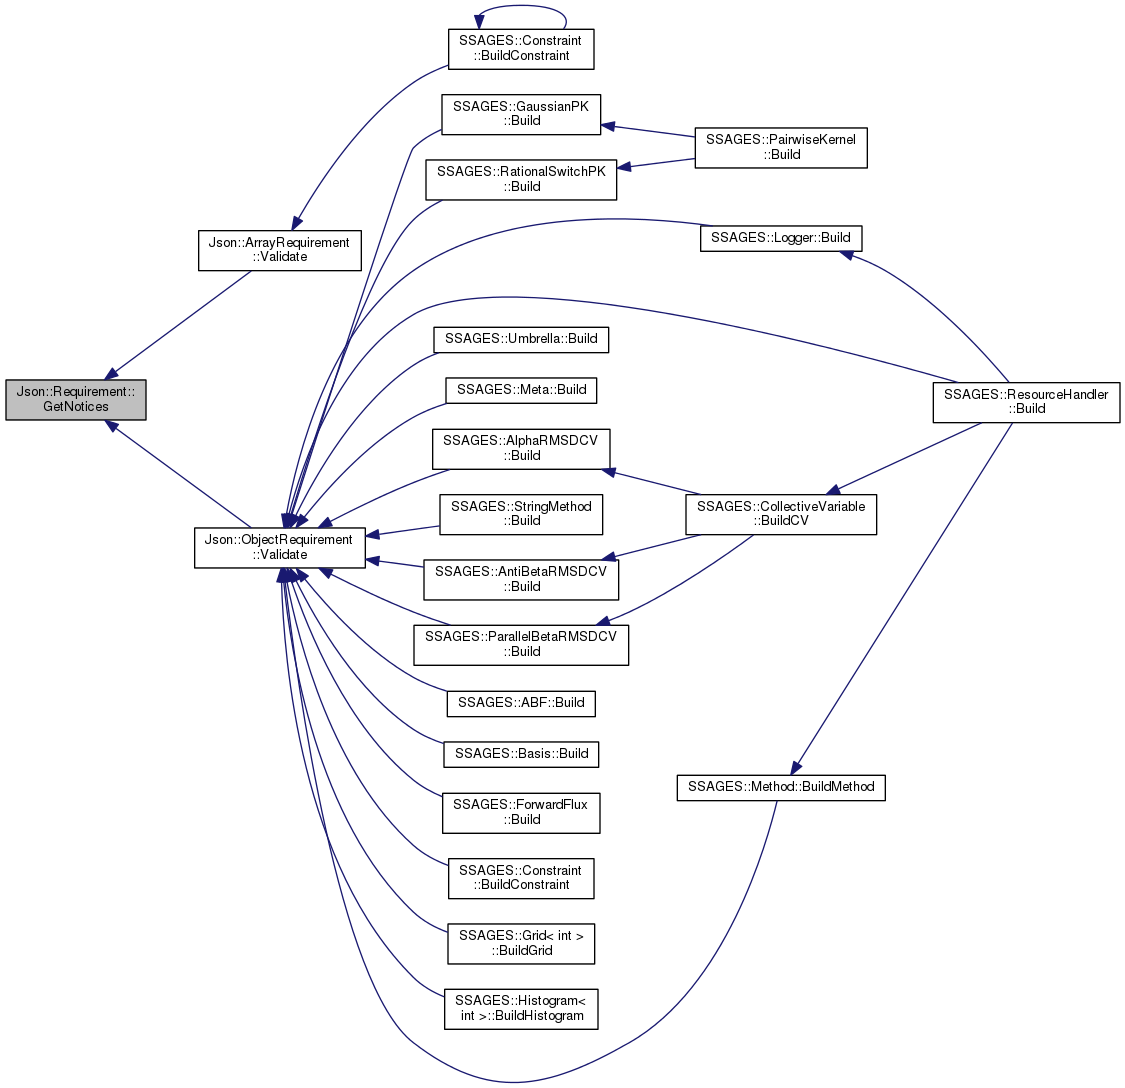 SSAGES::Constraint
::BuildConstraint
SSAGES::GaussianPK
::Build
SSAGES::PairwiseKernel
::Build
SSAGES::RationalSwitchPK
::Build
SSAGES::Logger::Build
Json::ArrayRequirement
::Validate
SSAGES::Umbrella::Build
SSAGES::Meta::Build
Json::Requirement::
GetNotices
SSAGES::ResourceHandler
::Build
SSAGES::AlphaRMSDCV
::Build
SSAGES::StringMethod
::Build
SSAGES::CollectiveVariable
::BuildCV
Json::ObjectRequirement
::Validate
SSAGES::AntiBetaRMSDCV
::Build
SSAGES::ParallelBetaRMSDCV
::Build
SSAGES::ABF::Build
SSAGES::Basis::Build
SSAGES::Method::BuildMethod
SSAGES::ForwardFlux
::Build
SSAGES::Constraint
::BuildConstraint
SSAGES::Grid< int >
::BuildGrid
SSAGES::Histogram<
int >::BuildHistogram